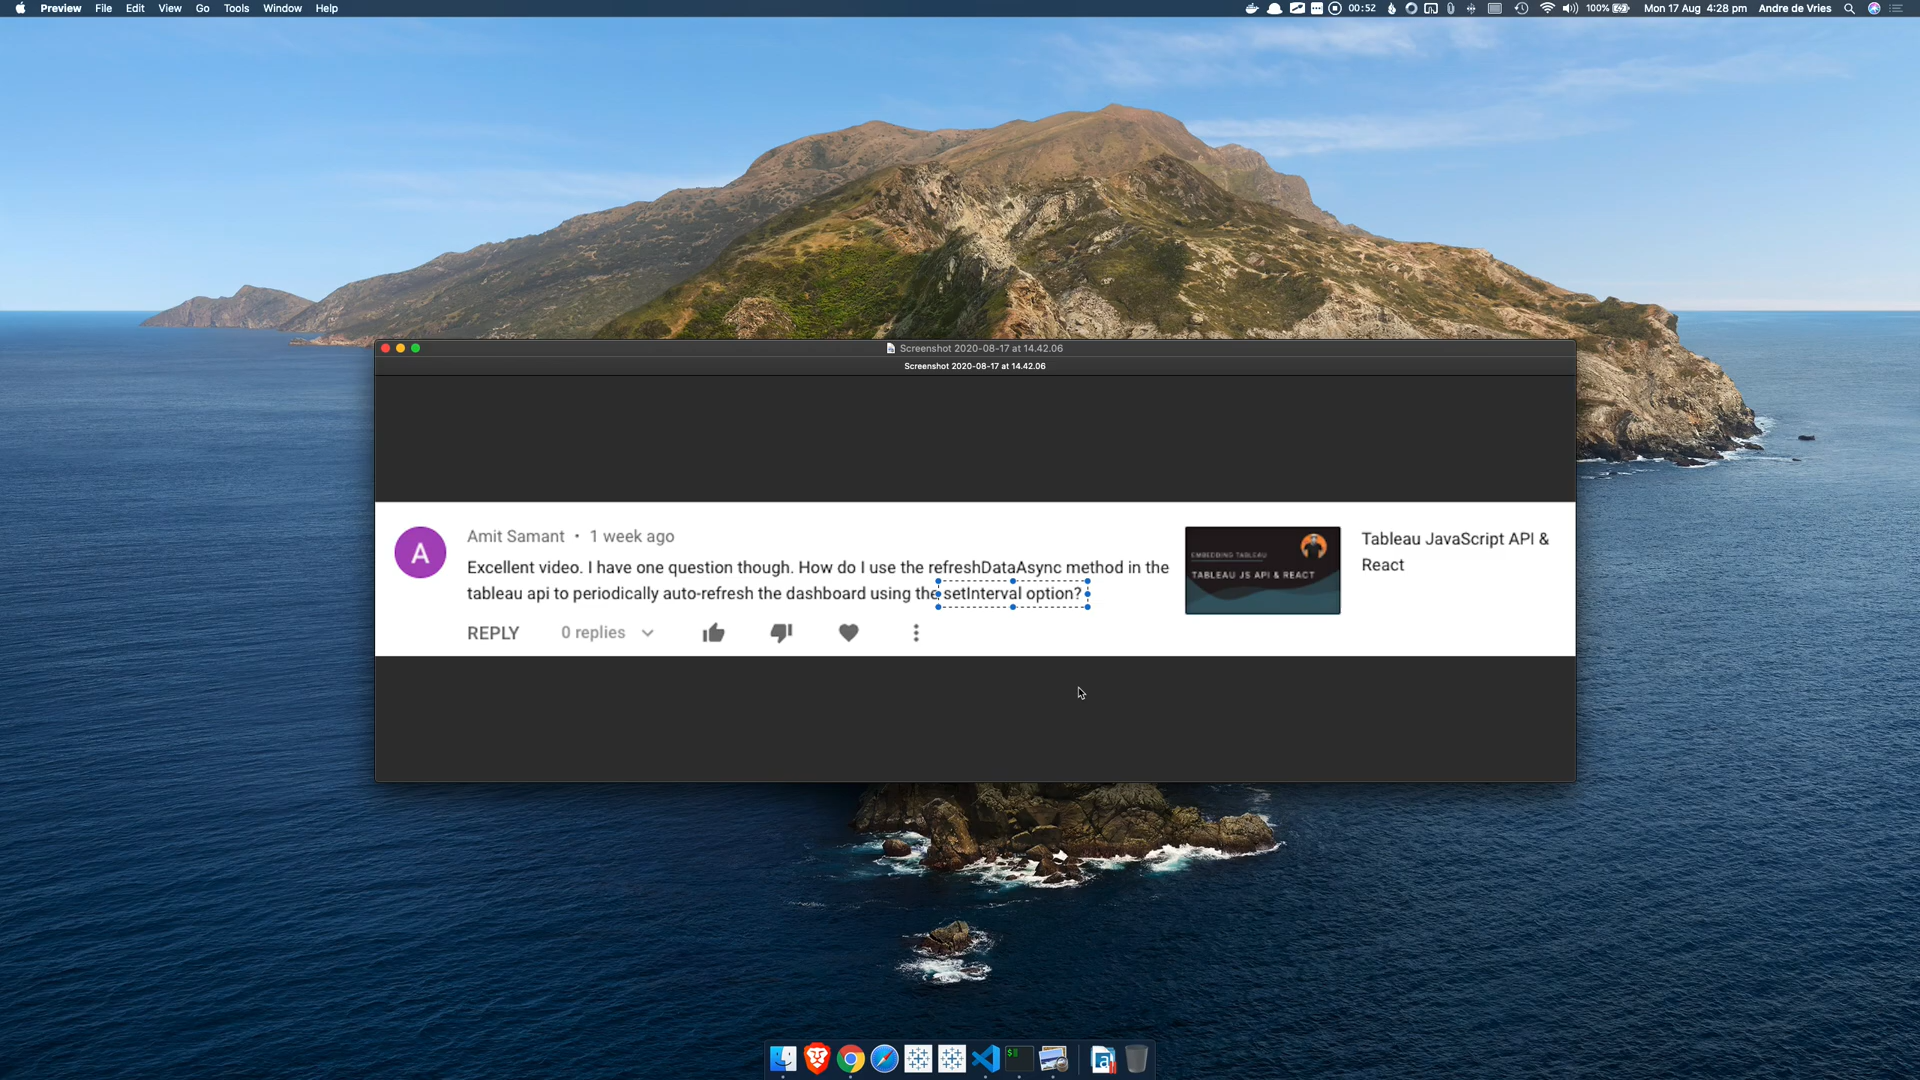 Preview File Edit View Go Tools Window Help
00:52 100% Mon 17 Aug 4:28 pm Andre de Vries
Screenshot 2020-08-17 at 14.42.06
Screenshot 2020-08-17 at 14.42.06
A
Amit Samant • 1 week ago
Excellent video. I have one question though. How do I use the refreshDataAsync method in the
tableau api to periodically auto-refresh the dashboard using the setInterval option?
REPLY 0 replies
EMBEDDING TABLEAU
TABLEAU JS API & REACT
Tableau JavaScript API &
React